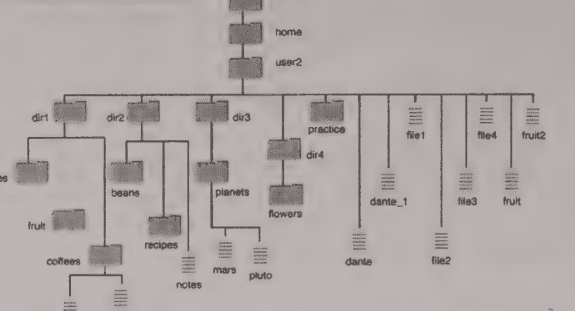 home
user2
dir1
dir2
dir3
practice
file1
file4
fruit2
dir4
es
beans
planets
dante_1
file3
fruit
flowers
fruit
coffees
recipes
notes
mars
pluto
dante
file2